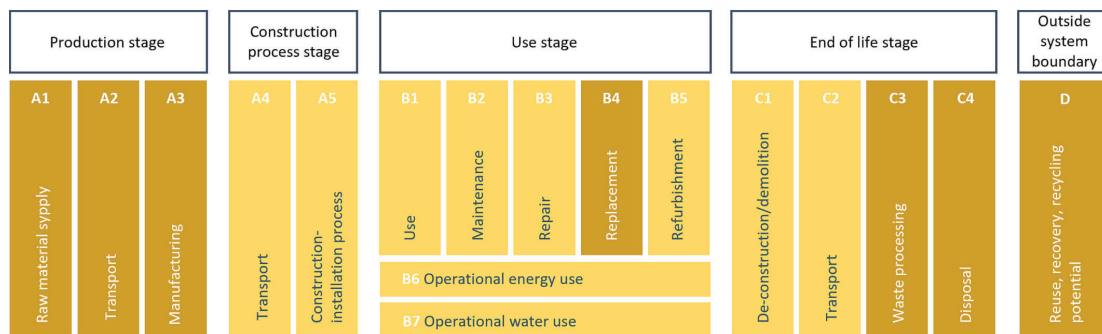 Production stage
Construction
process stage
Use stage
End of life stage
Outside
system
boundary
A1
A2
A3
A4
A5
B1
B2
B3
B4
B5
C1
C2
C3
C4
D
Raw material sypply
Transport
Manufacturing
Transport
Construction-
installation process
Use
Maintenance
Repair
Replacement
Refurbishment
De-construction/demolition
Transport
Waste processing
Disposal
Reuse, recovery, recycling
potential
B6 Operational energy use
B7 Operational water use